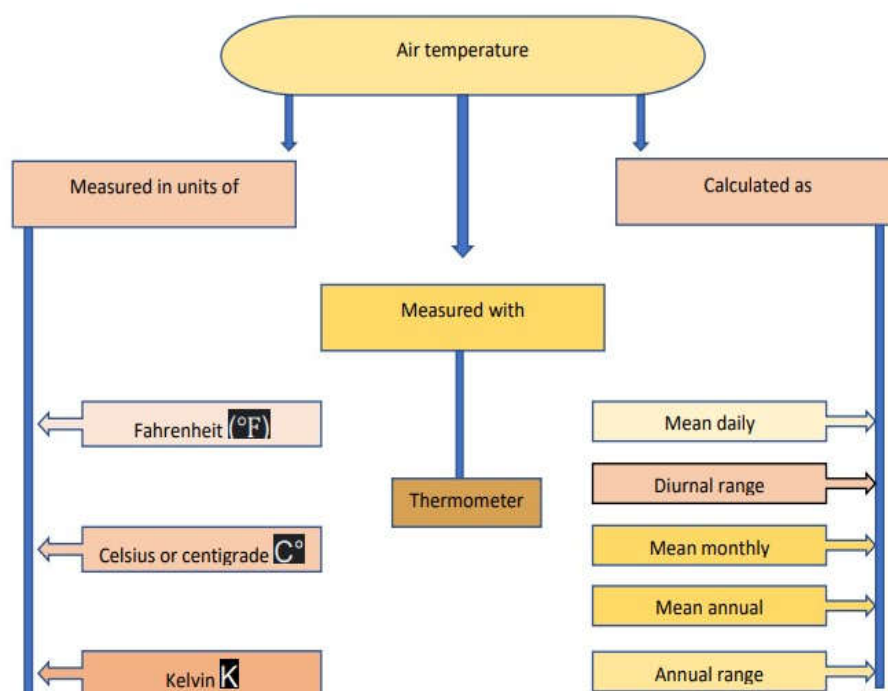 Air temperature
Measured in units of
Calculated as
Measured with
Fahrenheit (°F)
Mean daily
Diurnal range
Thermometer
Celsius or centigrade C°
Mean monthly
Mean annual
Kelvin K
Annual range